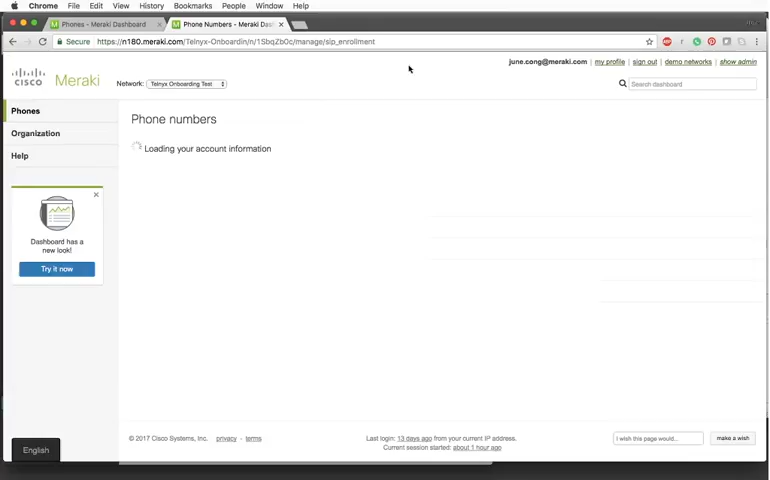 Chrome File Edit View History Bookmarks People Window Help
Phones - Meraki Dashboard × Phone Numbers - Meraki Das ×
Secure https://n180.meraki.com/Telnyx-Onboardin/n/1SbqZb0c/manage/sip_enrollment
june.cong@meraki.com | my profile | sign out | demo networks | show admin
CISCO Meraki
Network: Telnyx Onboarding Test
Search dashboard
Phones
Organization
Help
Phone numbers
Loading your account information
Dashboard has a
new look!
Try it now
© 2017 Cisco Systems, Inc. privacy - terms
Last login: 13 days ago from your current IP address.
Current session started: about 1 hour ago
I wish this page would...
make a wish
English